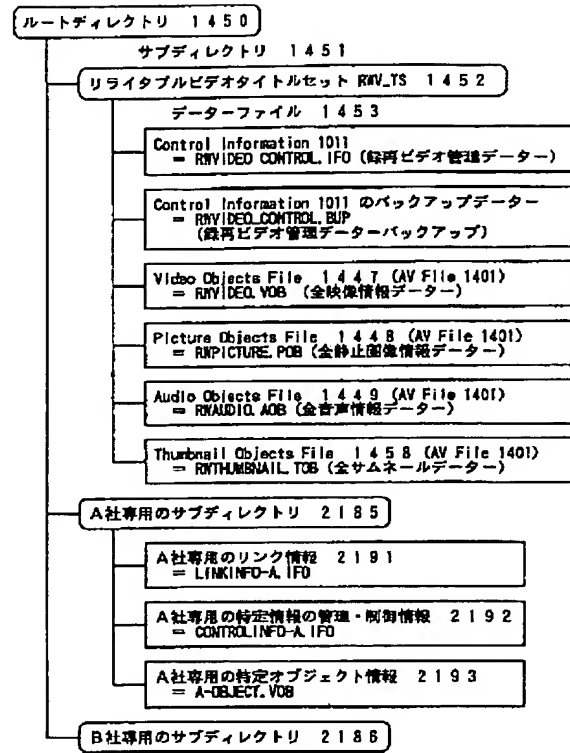 ルートディレクトリ 1450
サブディレクトリ 1451
リライタブルビデオタイトルセット RWV_TS 1452
データーファイル 1453
Control Information 1011
= RWVIDEO_CONTROL.IFO (録再ビデオ管理データー)
Control Information 1011 のバックアップデーター
= RWVIDEO_CONTROL.BUP
(録再ビデオ管理データーバックアップ)
Video Objects File 1447 (AV File 1401)
= RWVIDEO.VOB (全映像情報データー)
Picture Objects File 1448 (AV File 1401)
= RWPICTURE.POB (全静止画像情報データー)
Audio Objects File 1449 (AV File 1401)
= RWAUDIO.AOB (全音声情報データー)
Thumbnail Objects File 1458 (AV File 1401)
= RWTHUMBNAIL.TOB (全サムネールデーター)
A社専用のサブディレクトリ 2185
A社専用のリンク情報 2191
= LINKINFO-A.IFO
A社専用の特定情報の管理・制御情報 2192
= CONTROLINFO-A.IFO
A社専用の特定オブジェクト情報 2193
= A-OBJECT.VOB
B社専用のサブディレクトリ 2186